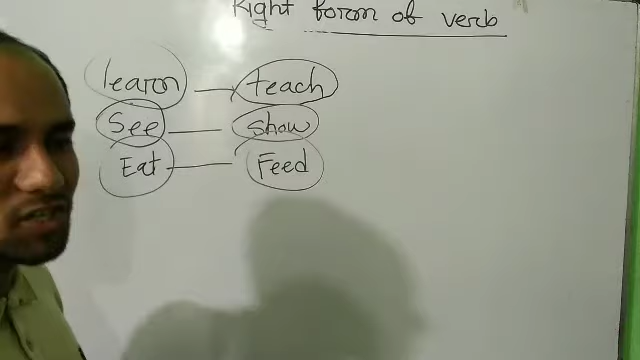 Right form of verb
learn — teach
See — show
Eat — Feed